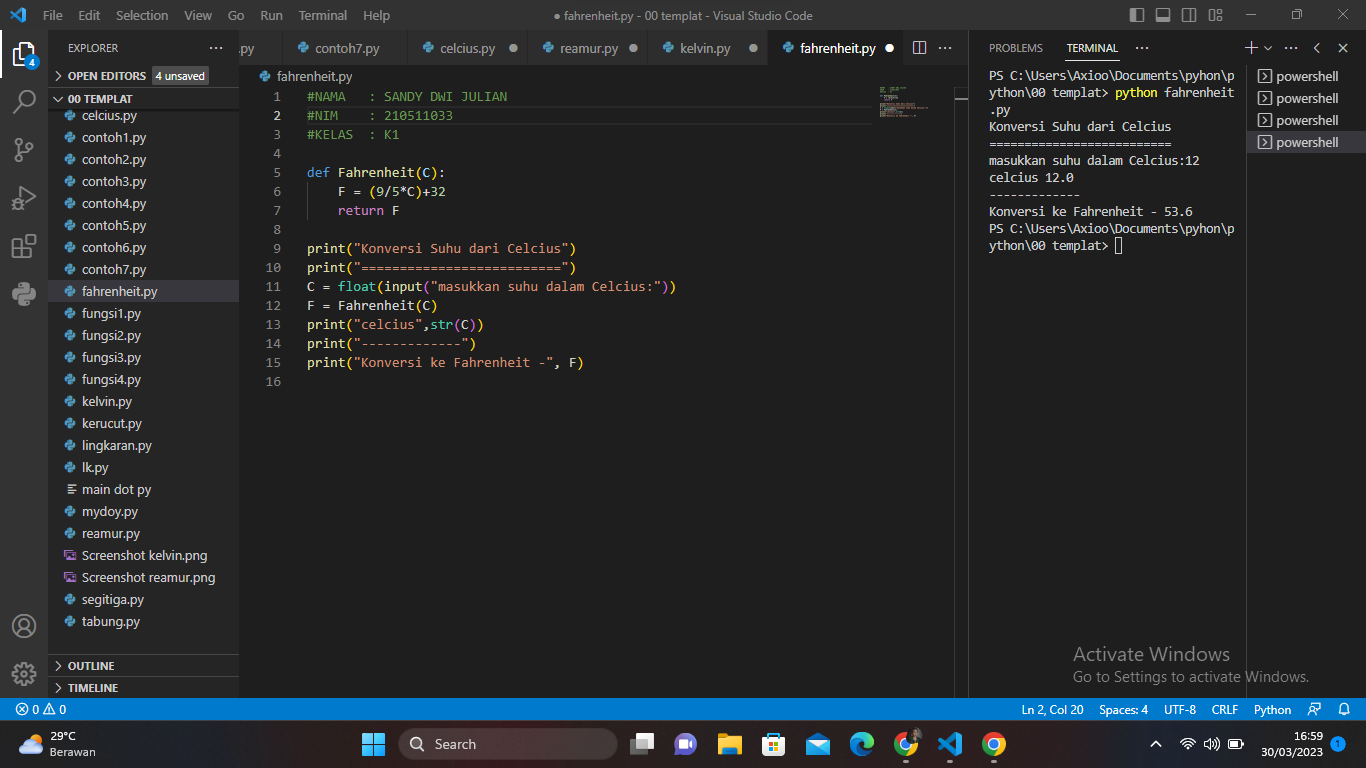 File Edit Selection View Go Run Terminal Help
● fahrenheit.py - 00 templat - Visual Studio Code
EXPLORER
OPEN EDITORS 4 unsaved
00 TEMPLAT
celcius.py
contoh1.py
contoh2.py
contoh3.py
contoh4.py
contoh5.py
contoh6.py
contoh7.py
fahrenheit.py
fungsi1.py
fungsi2.py
fungsi3.py
fungsi4.py
kelvin.py
kerucut.py
lingkaran.py
lk.py
main dot py
mydoy.py
reamur.py
Screenshot kelvin.png
Screenshot reamur.png
segitiga.py
tabung.py
OUTLINE
TIMELINE
4
.py contoh7.py celcius.py reamur.py kelvin.py fahrenheit.py
fahrenheit.py
1 #NAMA   : SANDY DWI JULIAN
2 #NIM    : 210511033
3 #KELAS  : K1
4
5 def Fahrenheit(C):
6     F = (9/5*C)+32
7     return F
8
9 print("Konversi Suhu dari Celcius")
10 print("==========================")
11 C = float(input("masukkan suhu dalam Celcius:"))
12 F = Fahrenheit(C)
13 print("celcius",str(C))
14 print("-------------")
15 print("Konversi ke Fahrenheit -", F)
16
PROBLEMS TERMINAL
PS C:\Users\Axioo\Documents\pyhon\p
ython\00 templat> python fahrenheit
.py
Konversi Suhu dari Celcius
==========================
masukkan suhu dalam Celcius:12
celcius 12.0
-------------
Konversi ke Fahrenheit - 53.6
PS C:\Users\Axioo\Documents\pyhon\p
ython\00 templat>
powershell
powershell
powershell
powershell
Activate Windows
Go to Settings to activate Windows.
0 0
Ln 2, Col 20 Spaces: 4 UTF-8 CRLF Python
29°C
Berawan
Search
16:59
30/03/2023
1